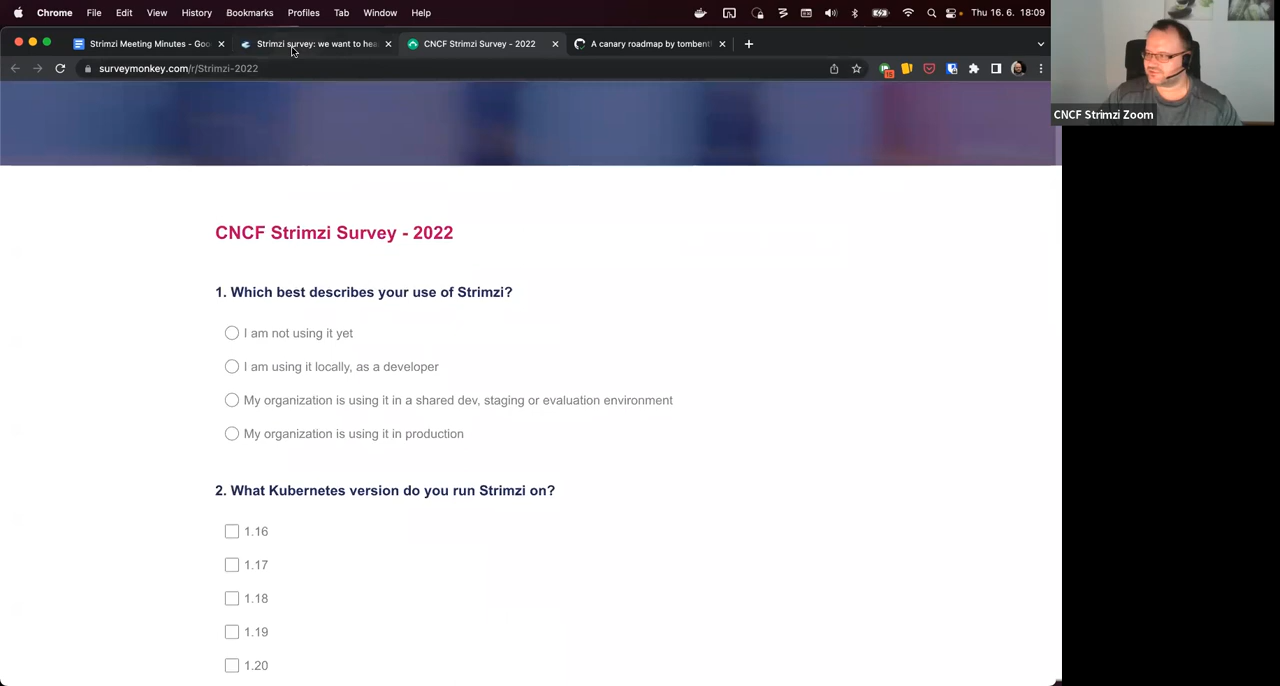 Chrome File Edit View History Bookmarks Profiles Tab Window Help Thu 16. 6. 18:09
Strimzi Meeting Minutes - Goo Strimzi survey: we want to hea CNCF Strimzi Survey - 2022 A canary roadmap by tombent
surveymonkey.com/r/Strimzi-2022 18
CNCF Strimzi Zoom
CNCF Strimzi Survey - 2022
1. Which best describes your use of Strimzi?
I am not using it yet
I am using it locally, as a developer
My organization is using it in a shared dev, staging or evaluation environment
My organization is using it in production
2. What Kubernetes version do you run Strimzi on?
1.16
1.17
1.18
1.19
1.20